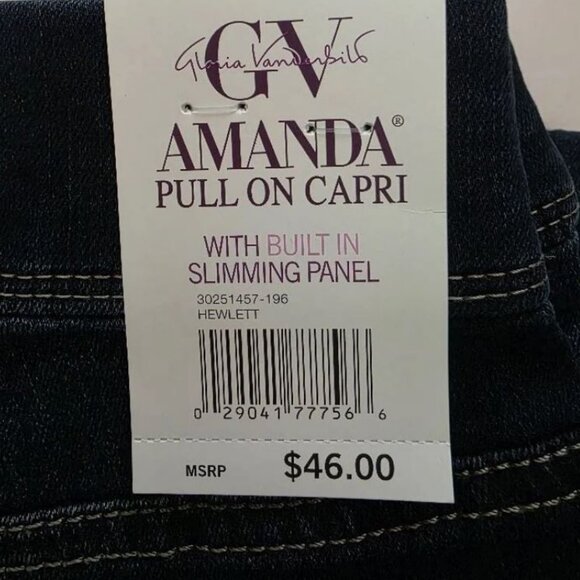 GV
Gloria Vanderbilt
AMANDA®
PULL ON CAPRI
WITH BUILT IN
SLIMMING PANEL
30251457-196
HEWLETT
0 29041 77756 6
MSRP $46.00